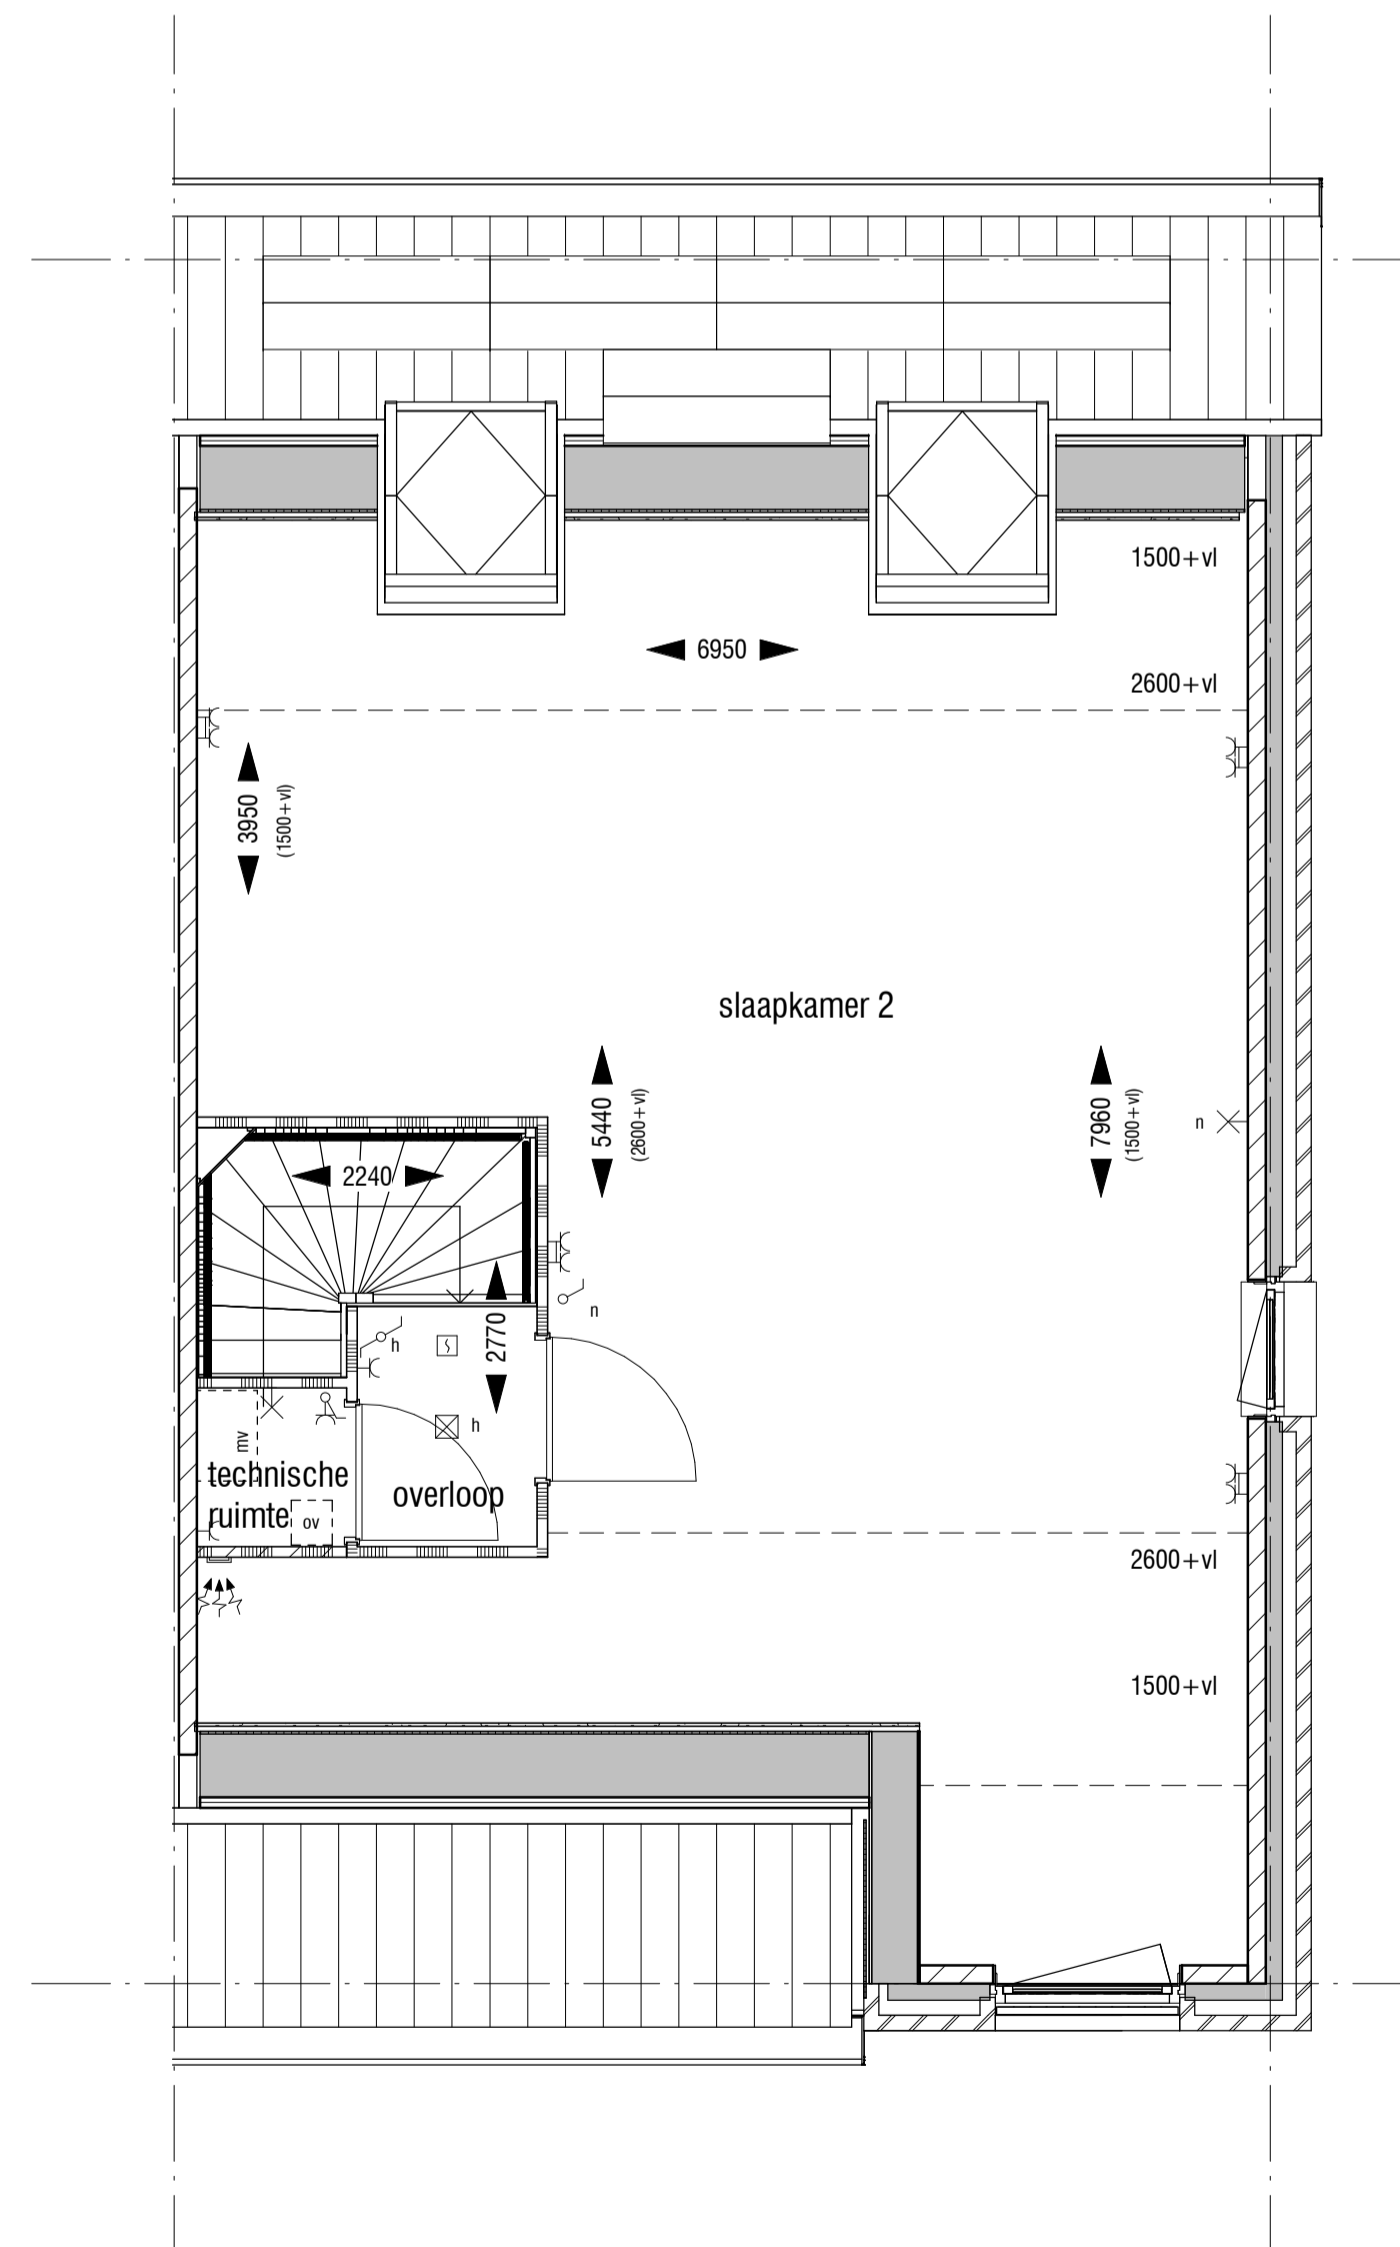 1500+vl
6950
2600+vl
3950
(1500+vl)
slaapkamer 2
5440
(2600+vl)
7960
(1500+vl)
n
2240
n
2770
h
h
mv
technische
ruimte
ov
overloop
2600+vl
1500+vl